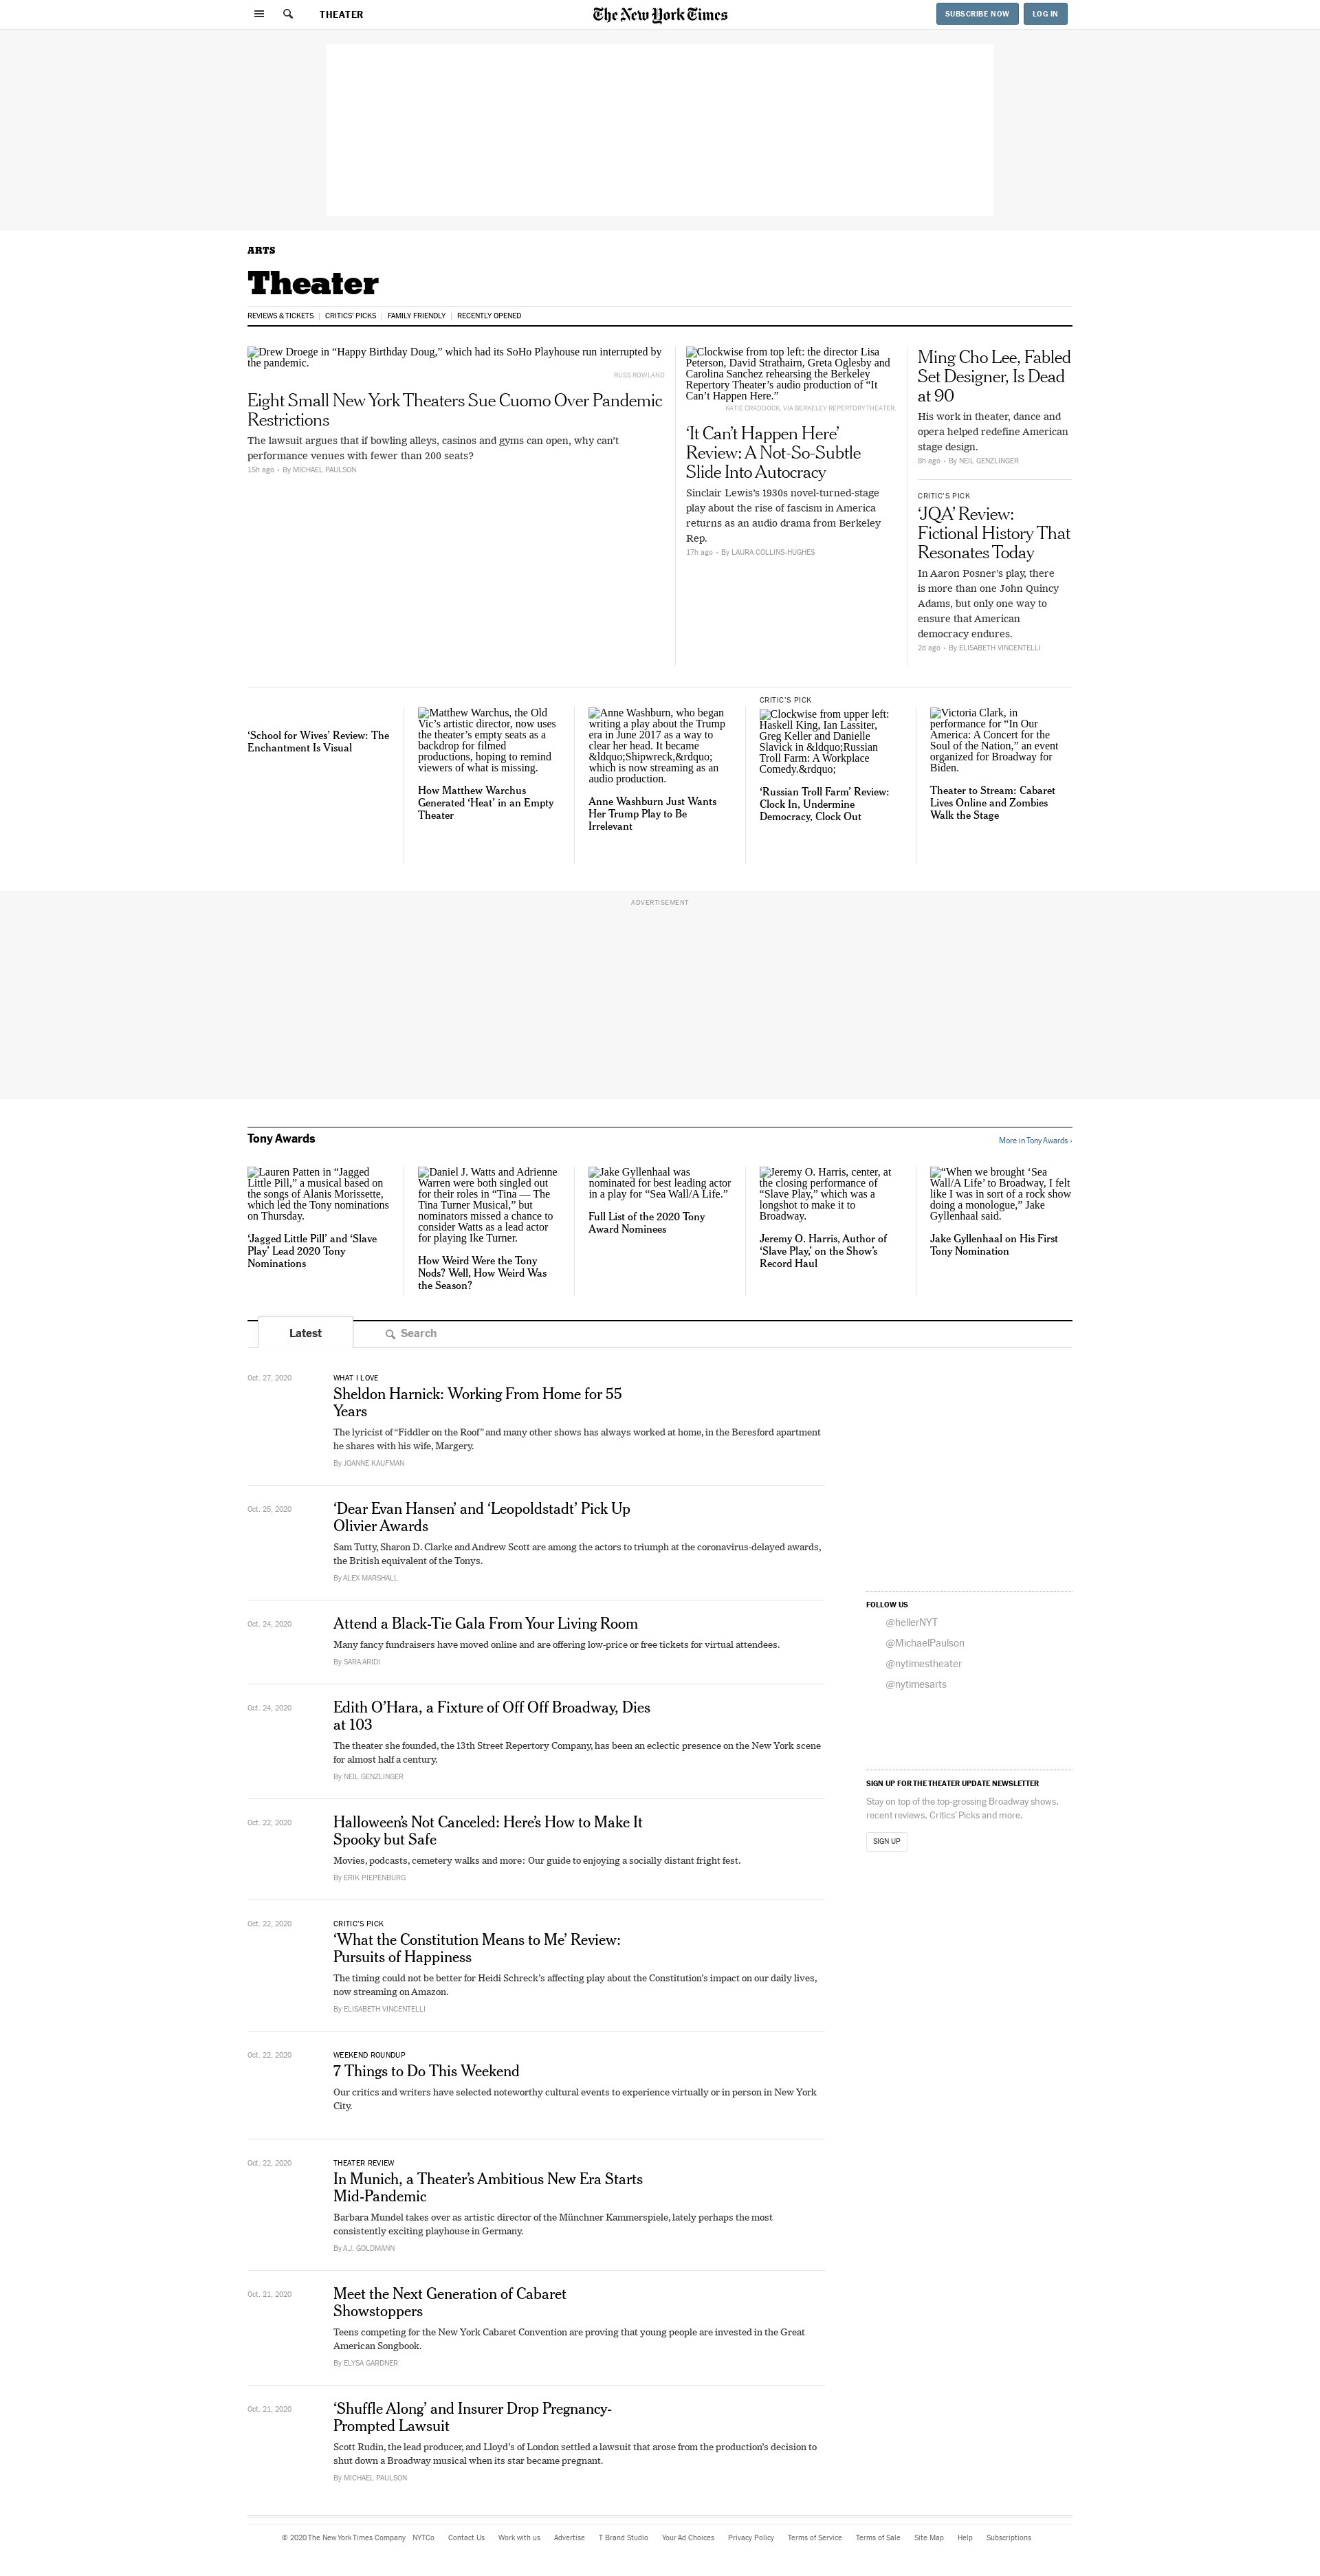 THEATER
The New York Times
SUBSCRIBE NOW
LOG IN
ARTS
Theater
REVIEWS & TICKETS | CRITICS' PICKS | FAMILY FRIENDLY | RECENTLY OPENED
Drew Droege in “Happy Birthday Doug,” which had its SoHo Playhouse run interrupted by
the pandemic.
RUSS ROWLAND
Eight Small New York Theaters Sue Cuomo Over Pandemic
Restrictions
The lawsuit argues that if bowling alleys, casinos and gyms can open, why can’t
performance venues with fewer than 200 seats?
15h ago • By MICHAEL PAULSON
Clockwise from top left: the director Lisa
Peterson, David Strathairn, Greta Oglesby and
Carolina Sanchez rehearsing the Berkeley
Repertory Theater’s audio production of “It
Can’t Happen Here.”
KATIE CRADDOCK, VIA BERKELEY REPERTORY THEATER.
‘It Can’t Happen Here’
Review: A Not-So-Subtle
Slide Into Autocracy
Sinclair Lewis’s 1930s novel-turned-stage
play about the rise of fascism in America
returns as an audio drama from Berkeley
Rep.
17h ago • By LAURA COLLINS-HUGHES
Ming Cho Lee, Fabled
Set Designer, Is Dead
at 90
His work in theater, dance and
opera helped redefine American
stage design.
8h ago • By NEIL GENZLINGER
CRITIC’S PICK
‘JQA’ Review:
Fictional History That
Resonates Today
In Aaron Posner’s play, there
is more than one John Quincy
Adams, but only one way to
ensure that American
democracy endures.
2d ago • By ELISABETH VINCENTELLI
‘School for Wives’ Review: The
Enchantment Is Visual
Matthew Warchus, the Old
Vic’s artistic director, now uses
the theater’s empty seats as a
backdrop for filmed
productions, hoping to remind
viewers of what is missing.
How Matthew Warchus
Generated ‘Heat’ in an Empty
Theater
Anne Washburn, who began
writing a play about the Trump
era in June 2017 as a way to
clear her head. It became
&ldquo;Shipwreck,&rdquo;
which is now streaming as an
audio production.
Anne Washburn Just Wants
Her Trump Play to Be
Irrelevant
CRITIC’S PICK
Clockwise from upper left:
Haskell King, Ian Lassiter,
Greg Keller and Danielle
Slavick in &ldquo;Russian
Troll Farm: A Workplace
Comedy.&rdquo;
‘Russian Troll Farm’ Review:
Clock In, Undermine
Democracy, Clock Out
Victoria Clark, in
performance for “In Our
America: A Concert for the
Soul of the Nation,” an event
organized for Broadway for
Biden.
Theater to Stream: Cabaret
Lives Online and Zombies
Walk the Stage
ADVERTISEMENT
Tony Awards
More in Tony Awards ›
Lauren Patten in “Jagged
Little Pill,” a musical based on
the songs of Alanis Morissette,
which led the Tony nominations
on Thursday.
‘Jagged Little Pill’ and ‘Slave
Play’ Lead 2020 Tony
Nominations
Daniel J. Watts and Adrienne
Warren were both singled out
for their roles in “Tina — The
Tina Turner Musical,” but
nominators missed a chance to
consider Watts as a lead actor
for playing Ike Turner.
How Weird Were the Tony
Nods? Well, How Weird Was
the Season?
Jake Gyllenhaal was
nominated for best leading actor
in a play for “Sea Wall/A Life.”
Full List of the 2020 Tony
Award Nominees
Jeremy O. Harris, center, at
the closing performance of
“Slave Play,” which was a
longshot to make it to
Broadway.
Jeremy O. Harris, Author of
‘Slave Play,’ on the Show’s
Record Haul
“When we brought ‘Sea
Wall/A Life’ to Broadway, I felt
like I was in sort of a rock show
doing a monologue,” Jake
Gyllenhaal said.
Jake Gyllenhaal on His First
Tony Nomination
Latest
Search
Oct. 27, 2020
WHAT I LOVE
Sheldon Harnick: Working From Home for 55
Years
The lyricist of “Fiddler on the Roof” and many other shows has always worked at home, in the Beresford apartment
he shares with his wife, Margery.
By JOANNE KAUFMAN
Oct. 25, 2020
‘Dear Evan Hansen’ and ‘Leopoldstadt’ Pick Up
Olivier Awards
Sam Tutty, Sharon D. Clarke and Andrew Scott are among the actors to triumph at the coronavirus-delayed awards,
the British equivalent of the Tonys.
By ALEX MARSHALL
Oct. 24, 2020
Attend a Black-Tie Gala From Your Living Room
Many fancy fundraisers have moved online and are offering low-price or free tickets for virtual attendees.
By SARA ARIDI
Oct. 24, 2020
Edith O’Hara, a Fixture of Off Off Broadway, Dies
at 103
The theater she founded, the 13th Street Repertory Company, has been an eclectic presence on the New York scene
for almost half a century.
By NEIL GENZLINGER
Oct. 22, 2020
Halloween’s Not Canceled: Here’s How to Make It
Spooky but Safe
Movies, podcasts, cemetery walks and more: Our guide to enjoying a socially distant fright fest.
By ERIK PIEPENBURG
Oct. 22, 2020
CRITIC’S PICK
‘What the Constitution Means to Me’ Review:
Pursuits of Happiness
The timing could not be better for Heidi Schreck’s affecting play about the Constitution’s impact on our daily lives,
now streaming on Amazon.
By ELISABETH VINCENTELLI
Oct. 22, 2020
WEEKEND ROUNDUP
7 Things to Do This Weekend
Our critics and writers have selected noteworthy cultural events to experience virtually or in person in New York
City.
Oct. 22, 2020
THEATER REVIEW
In Munich, a Theater’s Ambitious New Era Starts
Mid-Pandemic
Barbara Mundel takes over as artistic director of the Münchner Kammerspiele, lately perhaps the most
consistently exciting playhouse in Germany.
By A.J. GOLDMANN
Oct. 21, 2020
Meet the Next Generation of Cabaret
Showstoppers
Teens competing for the New York Cabaret Convention are proving that young people are invested in the Great
American Songbook.
By ELYSA GARDNER
Oct. 21, 2020
‘Shuffle Along’ and Insurer Drop Pregnancy-
Prompted Lawsuit
Scott Rudin, the lead producer, and Lloyd’s of London settled a lawsuit that arose from the production’s decision to
shut down a Broadway musical when its star became pregnant.
By MICHAEL PAULSON
FOLLOW US
@hellerNYT
@MichaelPaulson
@nytimestheater
@nytimesarts
SIGN UP FOR THE THEATER UPDATE NEWSLETTER
Stay on top of the top-grossing Broadway shows,
recent reviews, Critics’ Picks and more.
SIGN UP
© 2020 The New York Times Company NYTCo Contact Us Work with us Advertise T Brand Studio Your Ad Choices Privacy Policy Terms of Service Terms of Sale Site Map Help Subscriptions